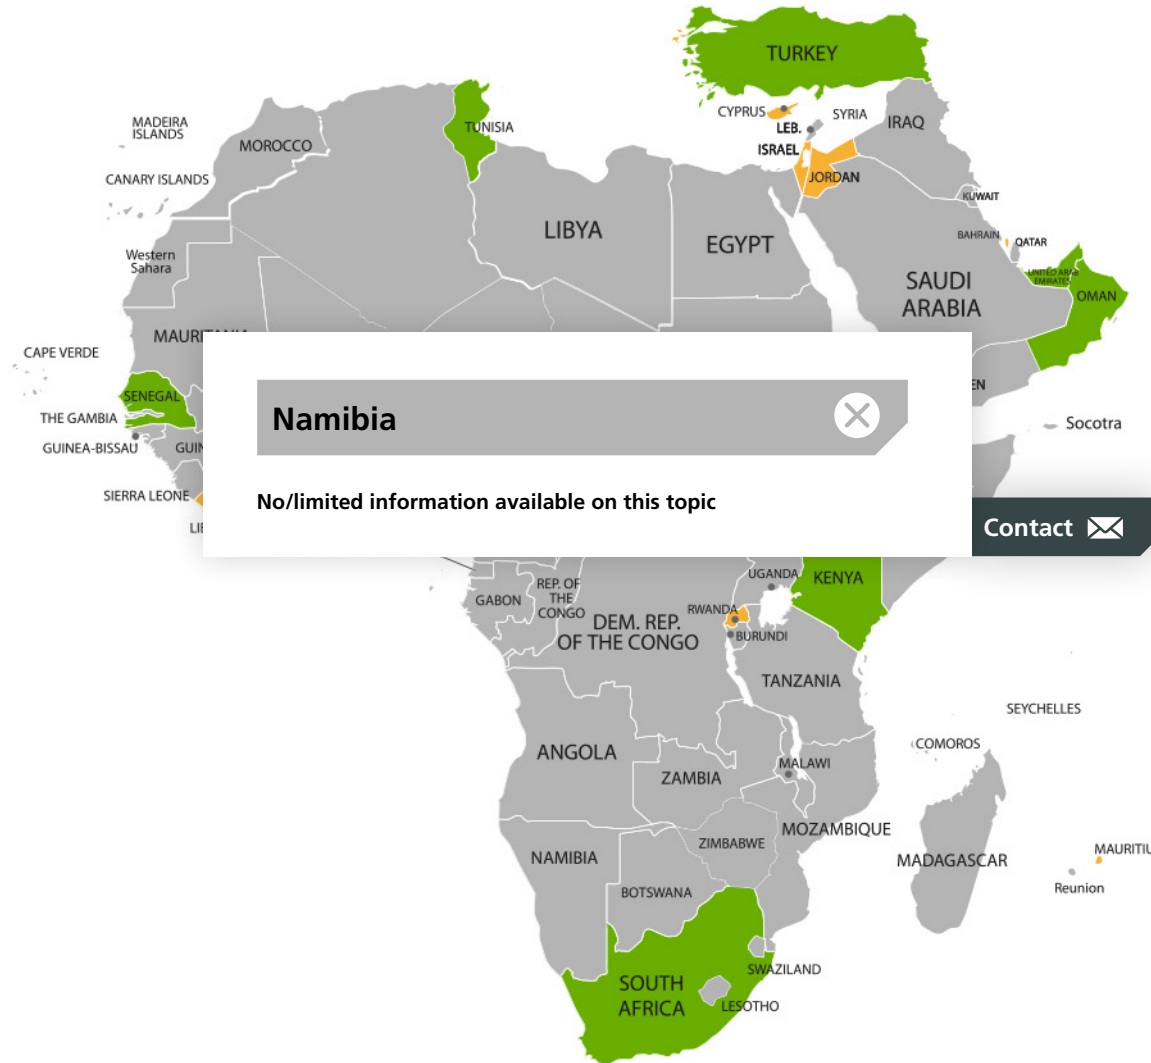 TURKEY
CYPRUS
SYRIA
LEB.
IRAQ
ISRAEL
JORDAN
KUWAIT
MADEIRA
ISLANDS
MOROCCO
TUNISIA
CANARY ISLANDS
LIBYA
EGYPT
BAHRAIN
QATAR
Western
Sahara
SAUDI
ARABIA
UNITED ARAB
EMIRATES
OMAN
CAPE VERDE
SENEGAL
THE GAMBIA
GUINEA-BISSAU
Socotra
Namibia
SIERRA LEONE
No/limited information available on this topic
Contact
UGANDA
KENYA
GABON
REP. OF
THE
CONGO
RWANDA
DEM. REP.
OF THE CONGO
BURUNDI
TANZANIA
SEYCHELLES
COMOROS
ANGOLA
MALAWI
ZAMBIA
MOZAMBIQUE
ZIMBABWE
NAMIBIA
MADAGASCAR
MAURITIU
BOTSWANA
Reunion
SWAZILAND
SOUTH
AFRICA
LESOTHO